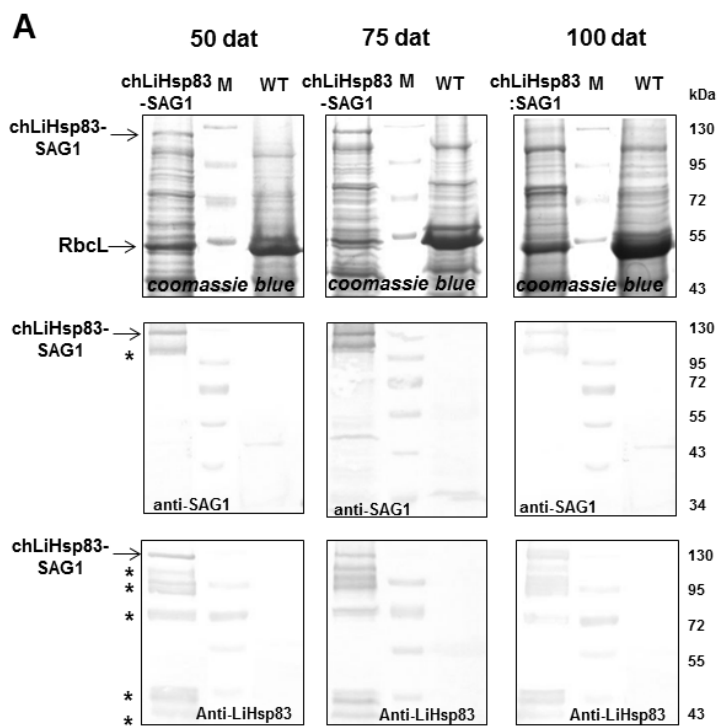 A
50 dat 75 dat 100 dat
chLiHsp83 -SAG1 M WT chLiHsp83 -SAG1 M WT chLiHsp83 :SAG1 M WT kDa
chLiHsp83-
SAG1
RbcL
130
95
72
55
43
coomassie blue coomassie blue coomassie blue
chLiHsp83-
SAG1
*
130
95
72
55
43
34
anti-SAG1 anti-SAG1 anti-SAG1
chLiHsp83-
SAG1
*
*
*
*
*
130
95
72
55
43
Anti-LiHsp83 Anti-LiHsp83 Anti-LiHsp83